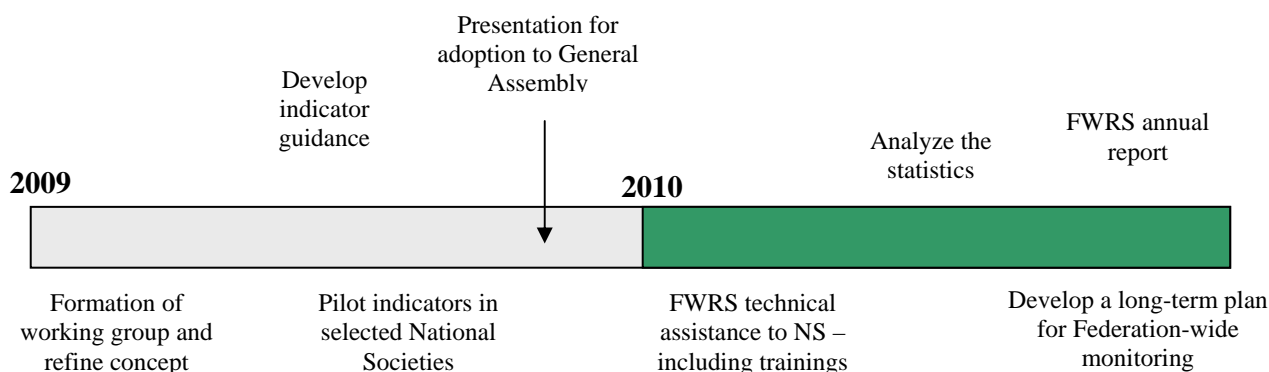 Presentation for
adoption to General
Assembly
Develop
indicator
guidance
FWRS annual
report
Analyze the
statistics
2009
2010
Formation of
working group and
refine concept
Pilot indicators in
selected National
Societies
FWRS technical
assistance to NS –
including trainings
Develop a long-term plan
for Federation-wide
monitoring